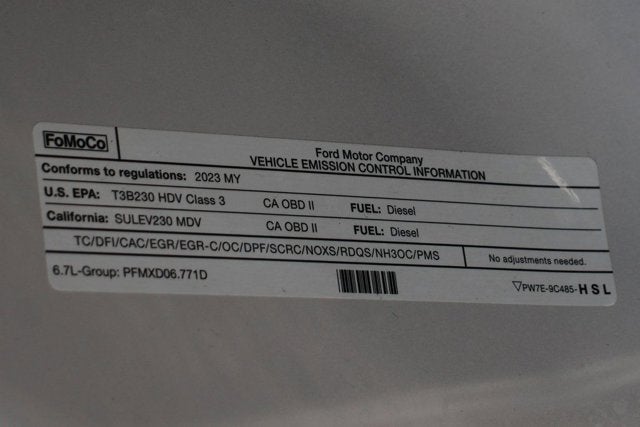 FoMoCo
Ford Motor Company
VEHICLE EMISSION CONTROL INFORMATION
Conforms to regulations: 2023 MY
U.S. EPA: T3B230 HDV Class 3 CA OBD II FUEL: Diesel
California: SULEV230 MDV CA OBD II FUEL: Diesel
TC/DFI/CAC/EGR/EGR-C/OC/DPF/SCRC/NOXS/RDQS/NH3OC/PMS No adjustments needed.
6.7L-Group: PFMXD06.771D PW7E-9C485-HSL